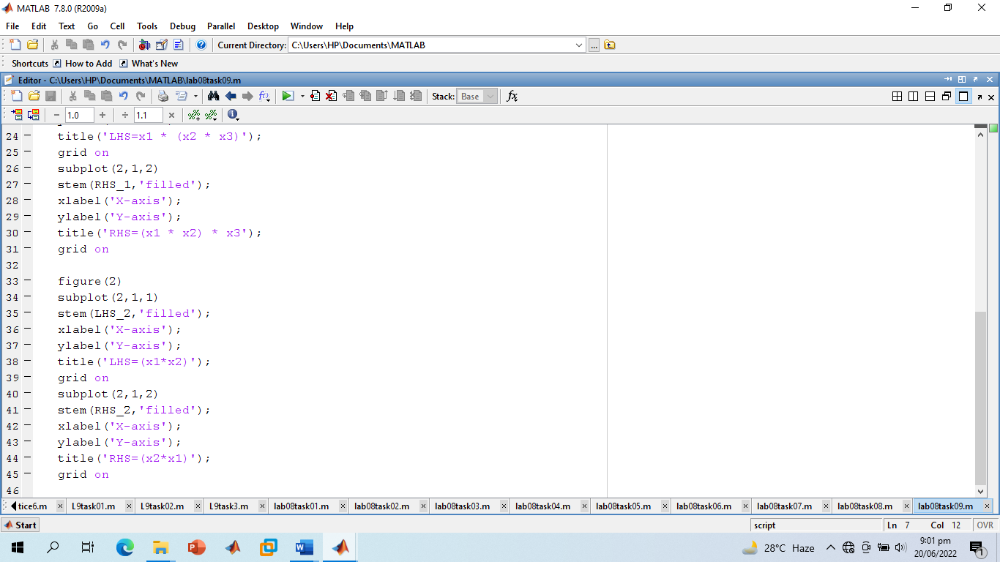 MATLAB 7.8.0 (R2009a)
File Edit Text Go Cell Tools Debug Parallel Desktop Window Help
Current Directory: C:\Users\HP\Documents\MATLAB ...
Shortcuts How to Add What's New
Editor - C:\Users\HP\Documents\MATLAB\lab08task09.m
Stack: Base fx
− 1.0 + ÷ 1.1 ×
24 − title('LHS=x1 * (x2 * x3)');
25 − grid on
26 − subplot(2,1,2)
27 − stem(RHS_1,'filled');
28 − xlabel('X-axis');
29 − ylabel('Y-axis');
30 − title('RHS=(x1 * x2) * x3');
31 − grid on
32
33 − figure(2)
34 − subplot(2,1,1)
35 − stem(LHS_2,'filled');
36 − xlabel('X-axis');
37 − ylabel('Y-axis');
38 − title('LHS=(x1*x2)');
39 − grid on
40 − subplot(2,1,2)
41 − stem(RHS_2,'filled');
42 − xlabel('X-axis');
43 − ylabel('Y-axis');
44 − title('RHS=(x2*x1)');
45 − grid on
46
tice6.m L9task01.m L9task02.m L9task3.m lab08task01.m lab08task02.m lab08task03.m lab08task04.m lab08task05.m lab08task06.m lab08task07.m lab08task08.m lab08task09.m
Start script Ln 7 Col 12 OVR
28°C Haze 9:01 pm
20/06/2022 1